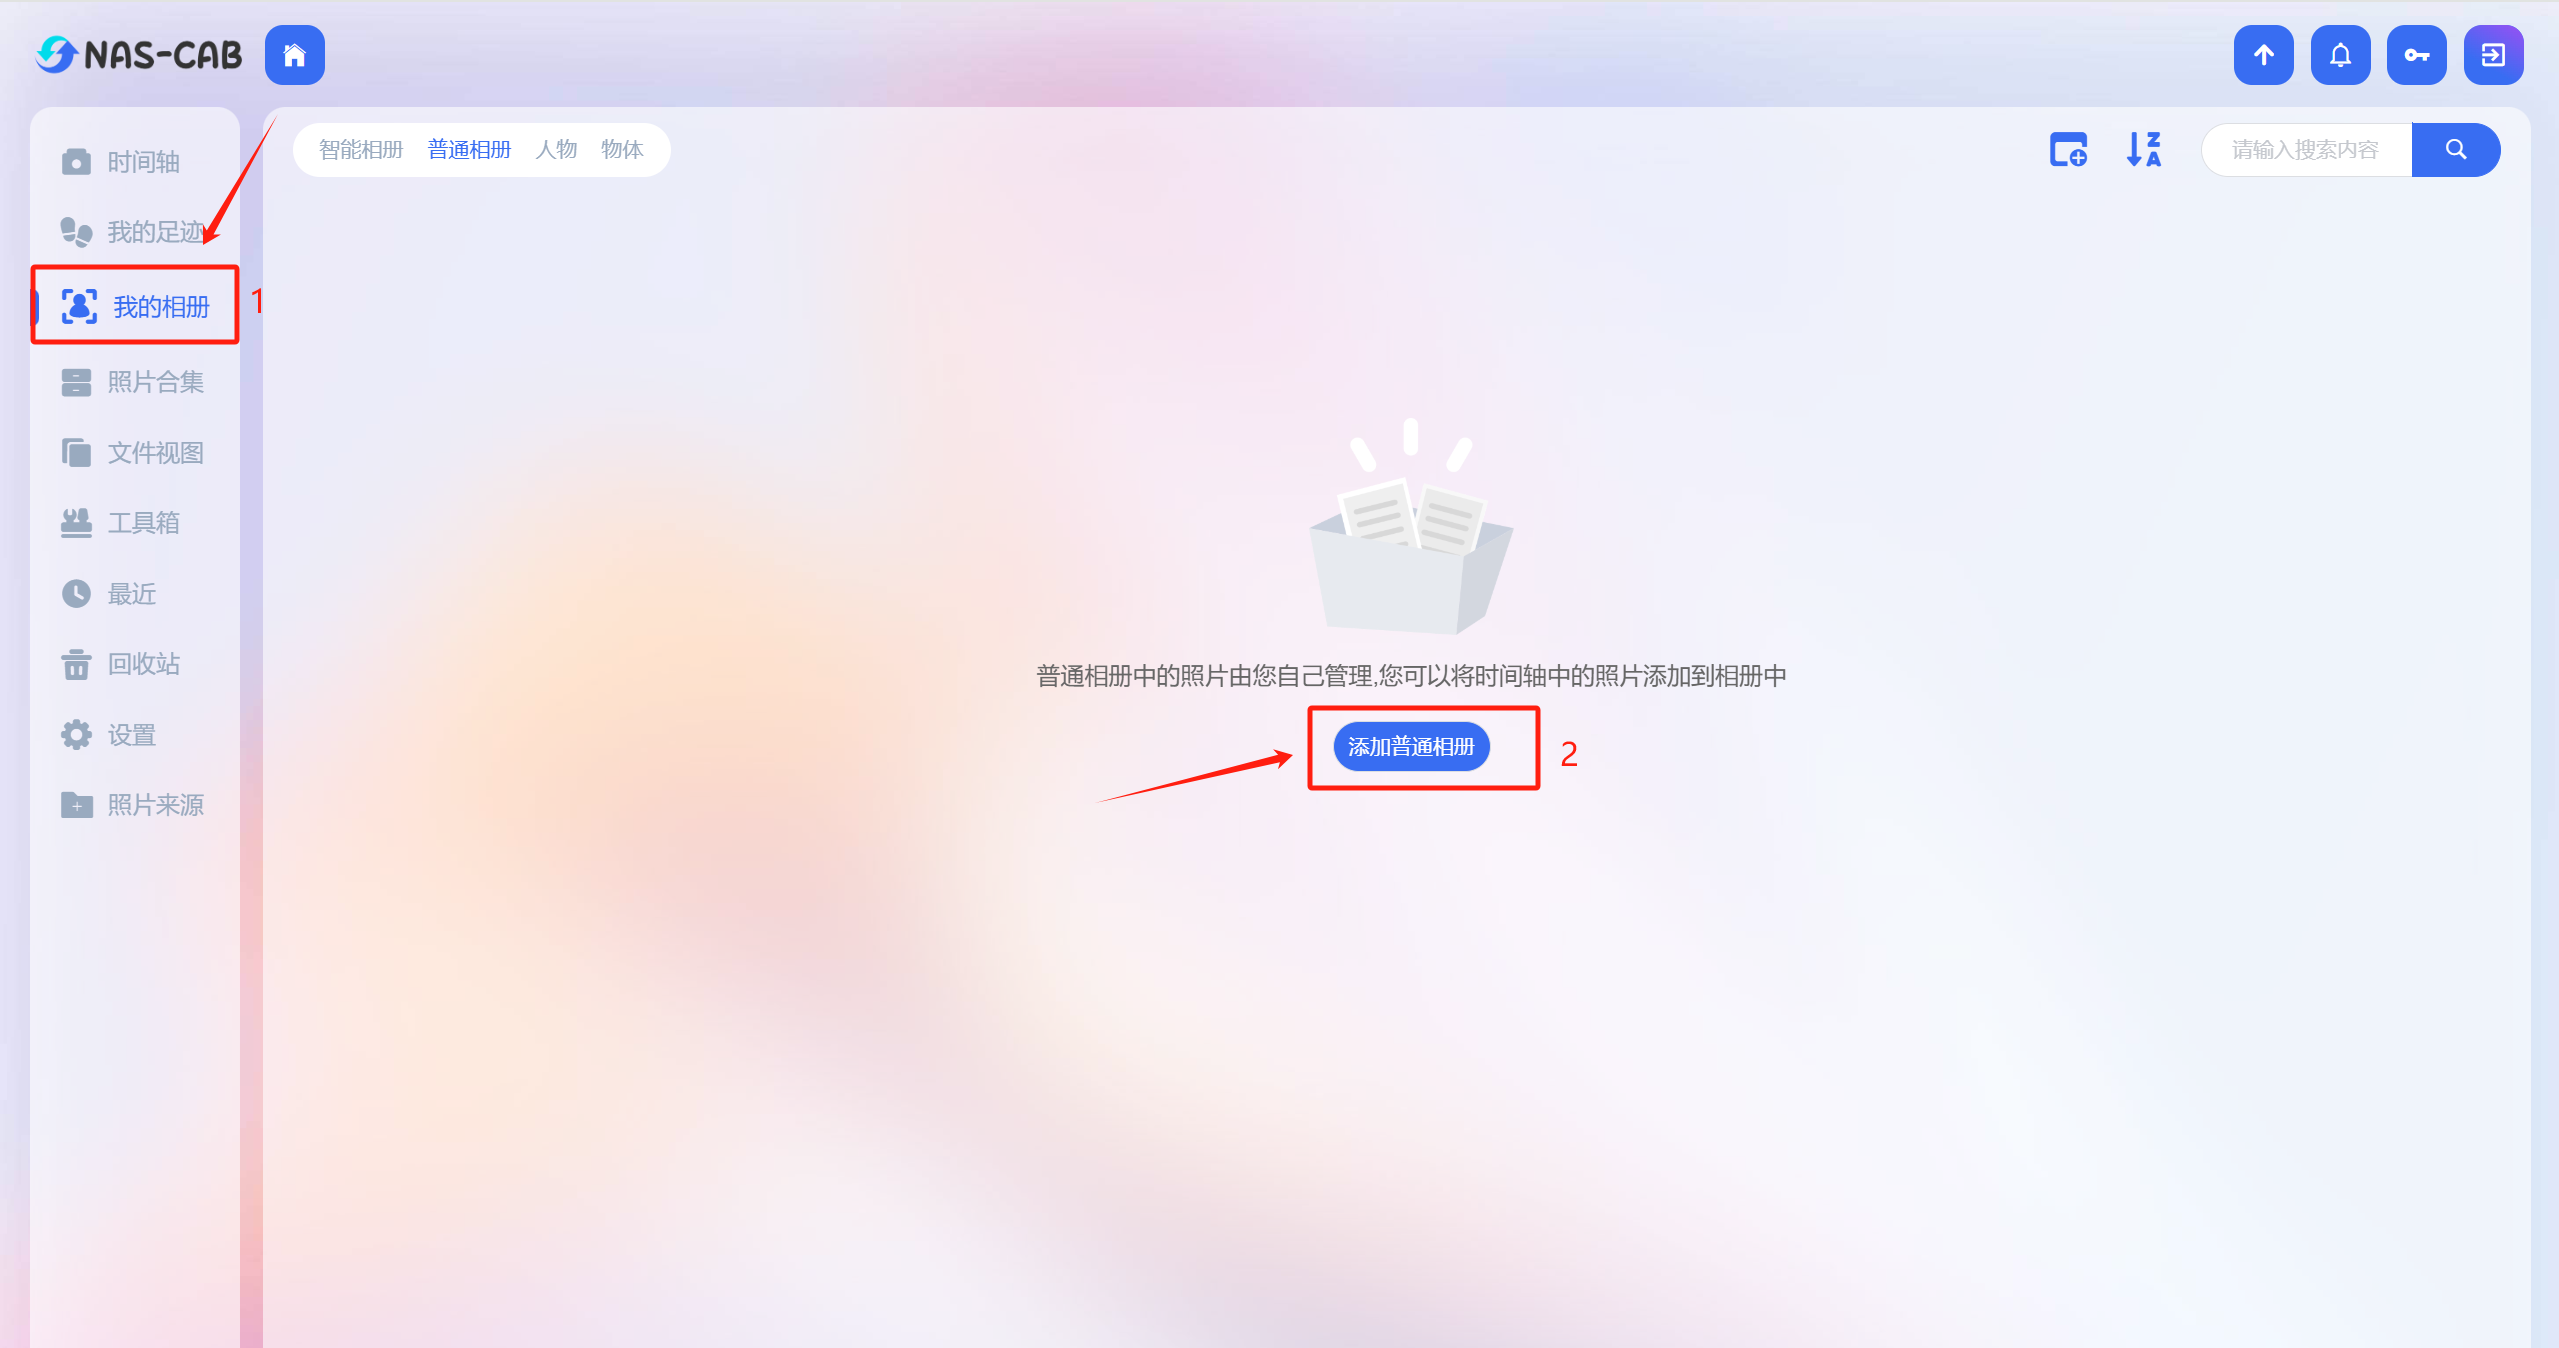 NAS-CAB
时间轴
我的足迹
我的相册
1
照片合集
文件视图
工具箱
最近
回收站
设置
照片来源
智能相册 普通相册 人物 物体
请输入搜索内容
普通相册中的照片由您自己管理,您可以将时间轴中的照片添加到相册中
添加普通相册
2